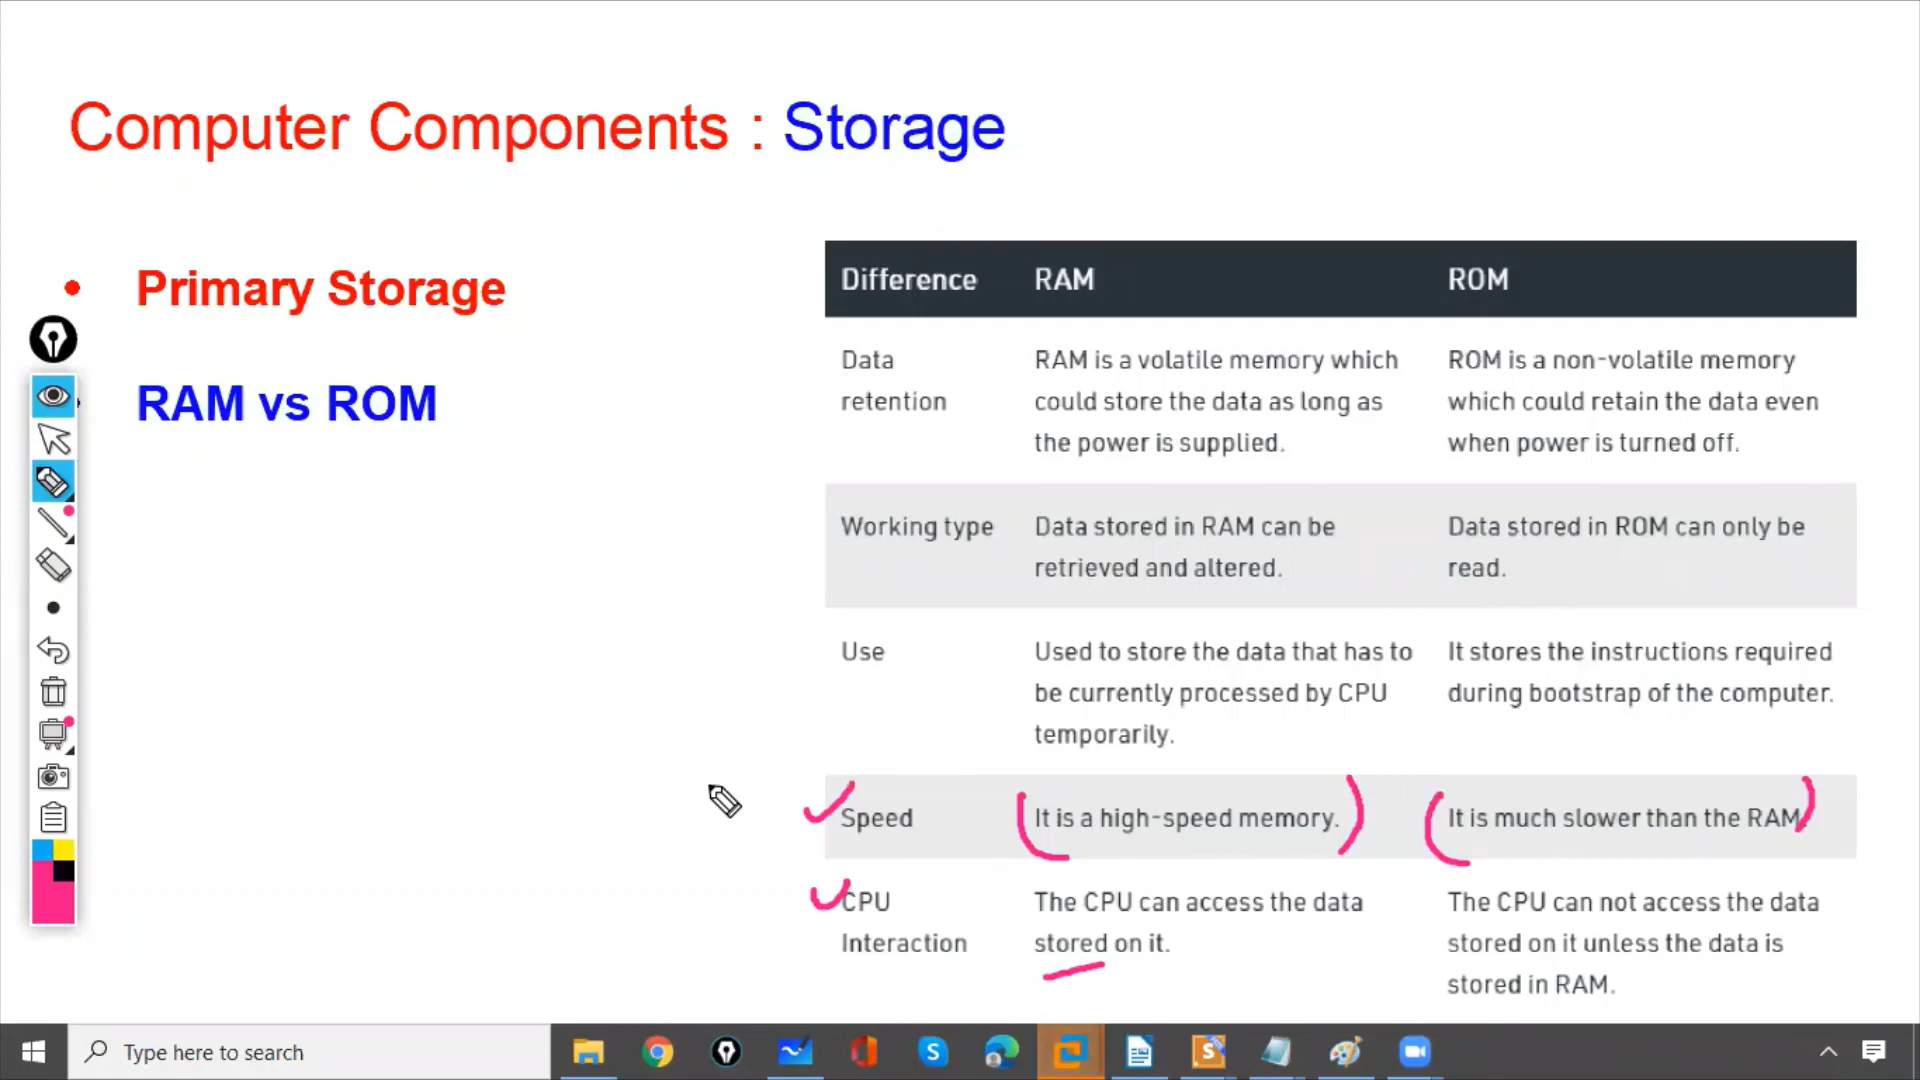 Computer Components : Storage
Primary Storage
RAM vs ROM
Difference RAM ROM
Data RAM is a volatile memory which ROM is a non-volatile memory
retention could store the data as long as which could retain the data even
the power is supplied. when power is turned off.
Working type Data stored in RAM can be Data stored in ROM can only be
retrieved and altered. read.
Use Used to store the data that has to It stores the instructions required
be currently processed by CPU during bootstrap of the computer.
temporarily.
Speed It is a high-speed memory. It is much slower than the RAM.
CPU The CPU can access the data The CPU can not access the data
Interaction stored on it. stored on it unless the data is
stored in RAM.
Type here to search